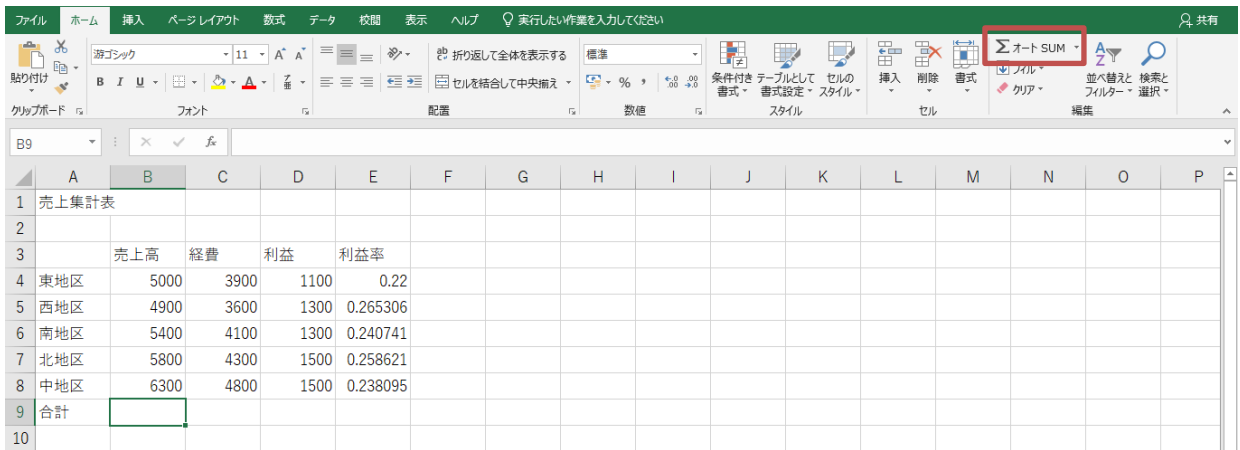 ファイル ホーム 挿入 ページ レイアウト 数式 データ 校閲 表示 ヘルプ 実行したい作業を入力してください 共有
游ゴシック 11 A A ab 折り返して全体を表示する 標準 Σ オート SUM
貼り付け B I U A 亜 セルを結合して中央揃え % , .00 条件付き 書式 テーブルとして 書式設定 セルの スタイル 挿入 削除 書式 フィル クリア 並べ替えと フィルター 検索と 選択
クリップボード フォント 配置 数値 スタイル セル 編集
B9 fx
A B C D E F G H I J K L M N O P
1 売上集計表
2
3 売上高 経費 利益 利益率
4 東地区 5000 3900 1100 0.22
5 西地区 4900 3600 1300 0.265306
6 南地区 5400 4100 1300 0.240741
7 北地区 5800 4300 1500 0.258621
8 中地区 6300 4800 1500 0.238095
9 合計
10